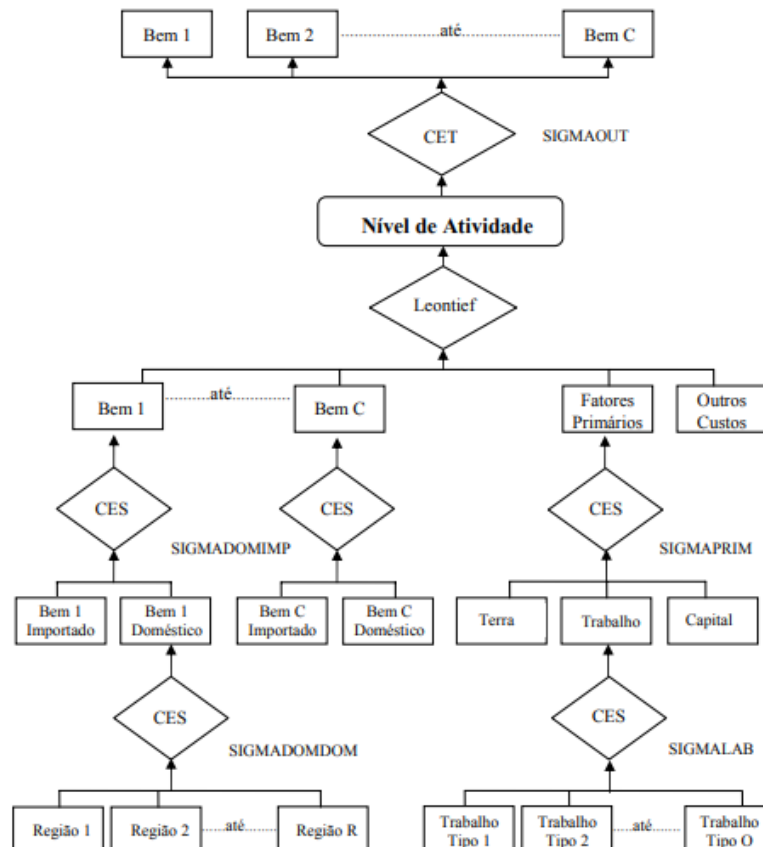 Bem 1
Bem 2
até
Bem C
CET
SIGMAOUT
Nível de Atividade
Leontief
Bem 1
até
Bem C
Fatores
Primários
Outros
Custos
CES
SIGMADOMIMP
CES
CES
SIGMAPRIM
Bem 1
Importado
Bem 1
Doméstico
Bem C
Importado
Bem C
Doméstico
Terra
Trabalho
Capital
CES
SIGMADOMDOM
CES
SIGMALAB
Região 1
Região 2
até
Região R
Trabalho
Tipo 1
Trabalho
Tipo 2
até
Trabalho
Tipo O